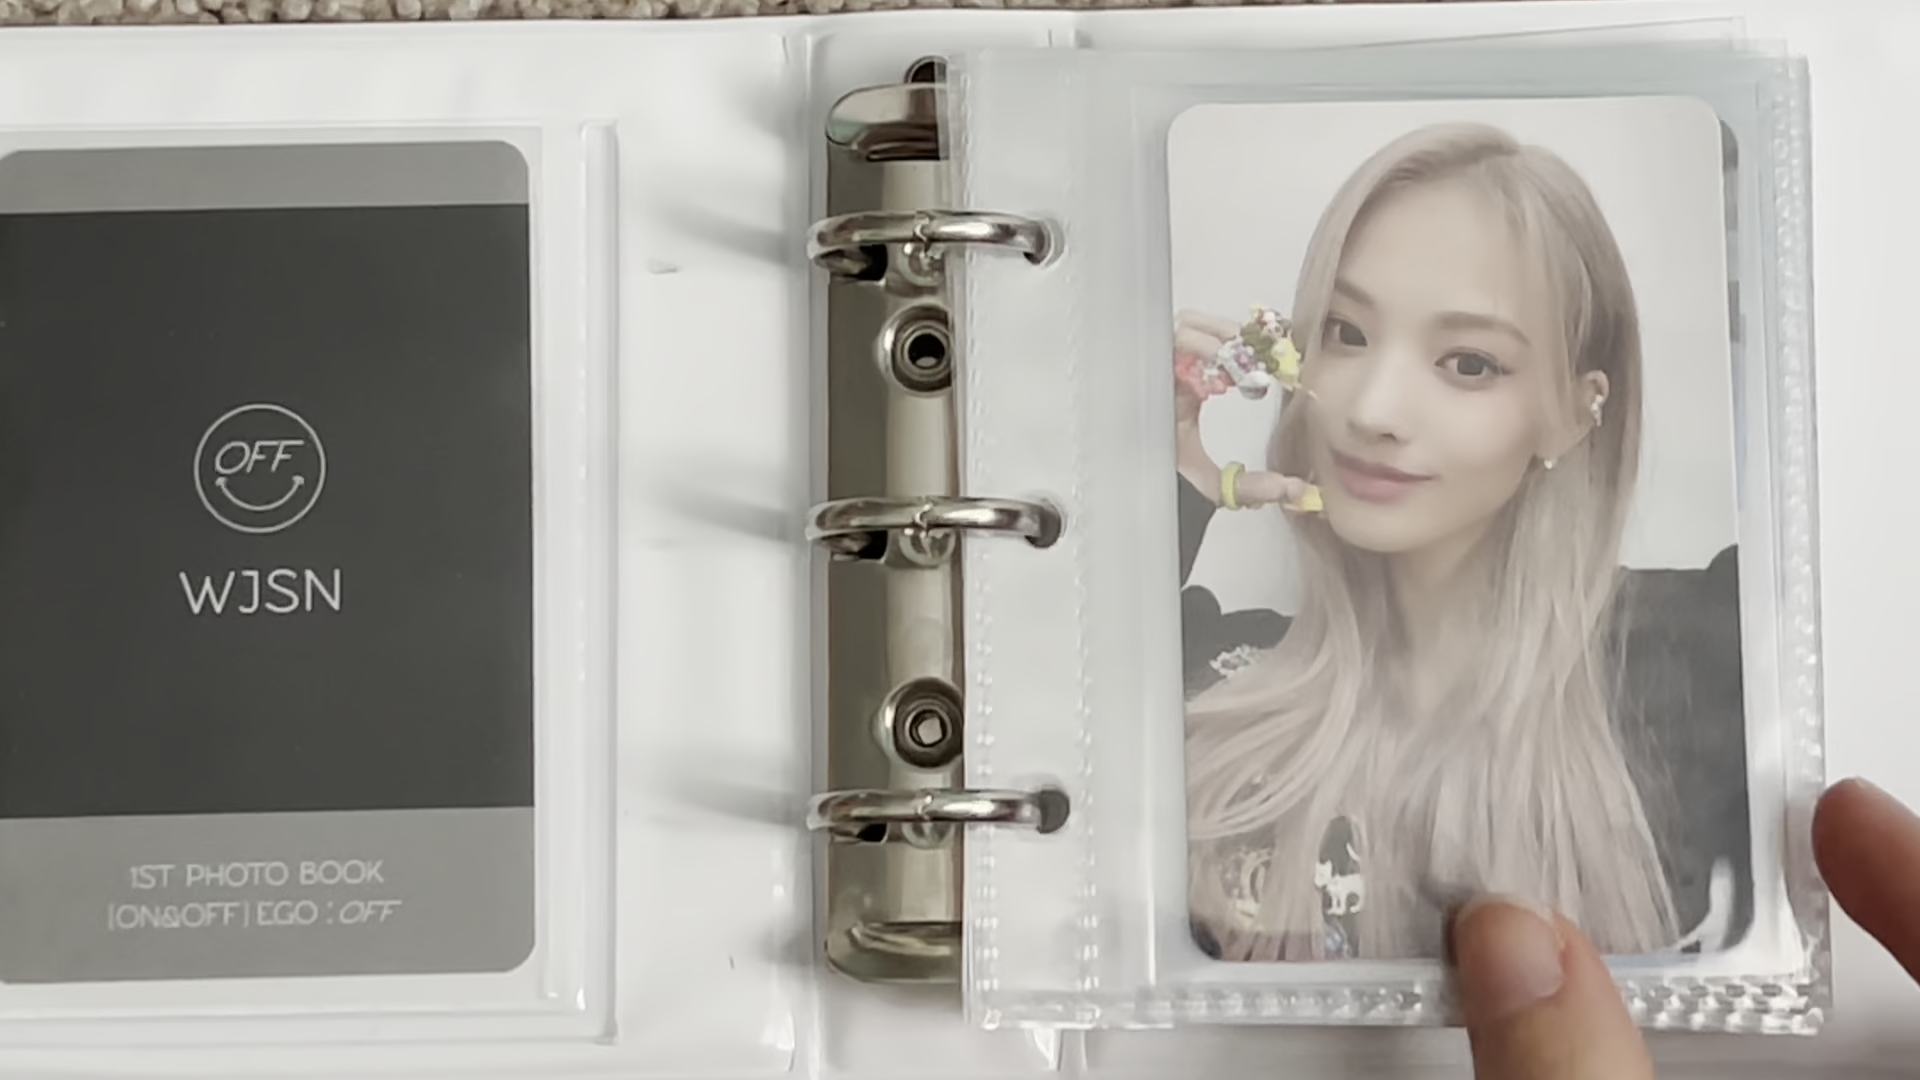 OFF
WJSN
1ST PHOTO BOOK
[ON&OFF] EGO : OFF